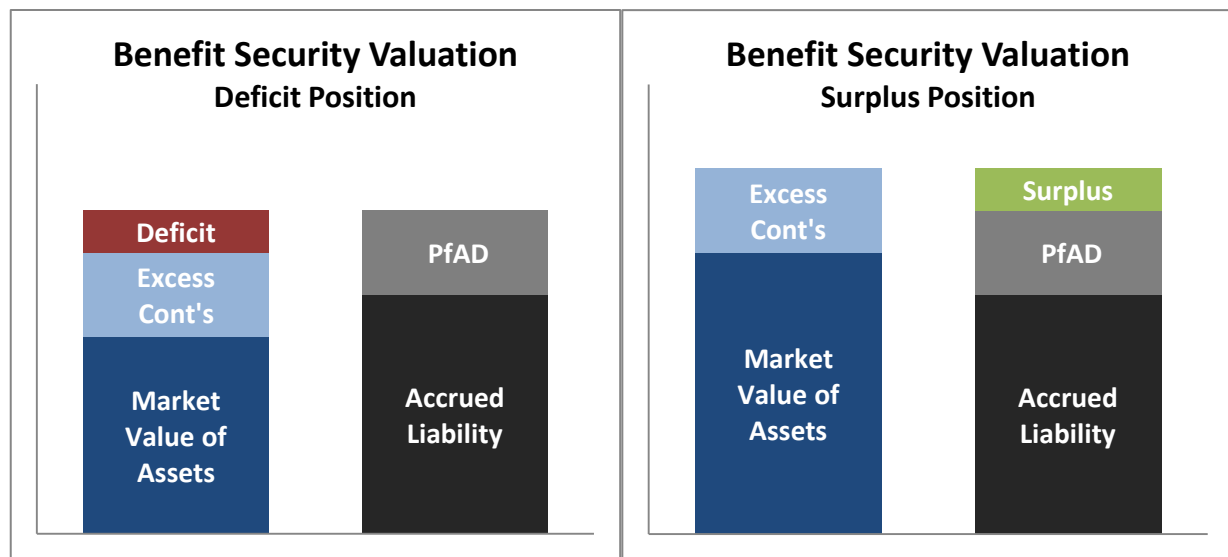 Benefit Security Valuation
Deficit Position
Deficit
Excess
Cont's
Market
Value of
Assets
PfAD
Accrued
Liability
Benefit Security Valuation
Surplus Position
Excess
Cont's
Market
Value of
Assets
Surplus
PfAD
Accrued
Liability